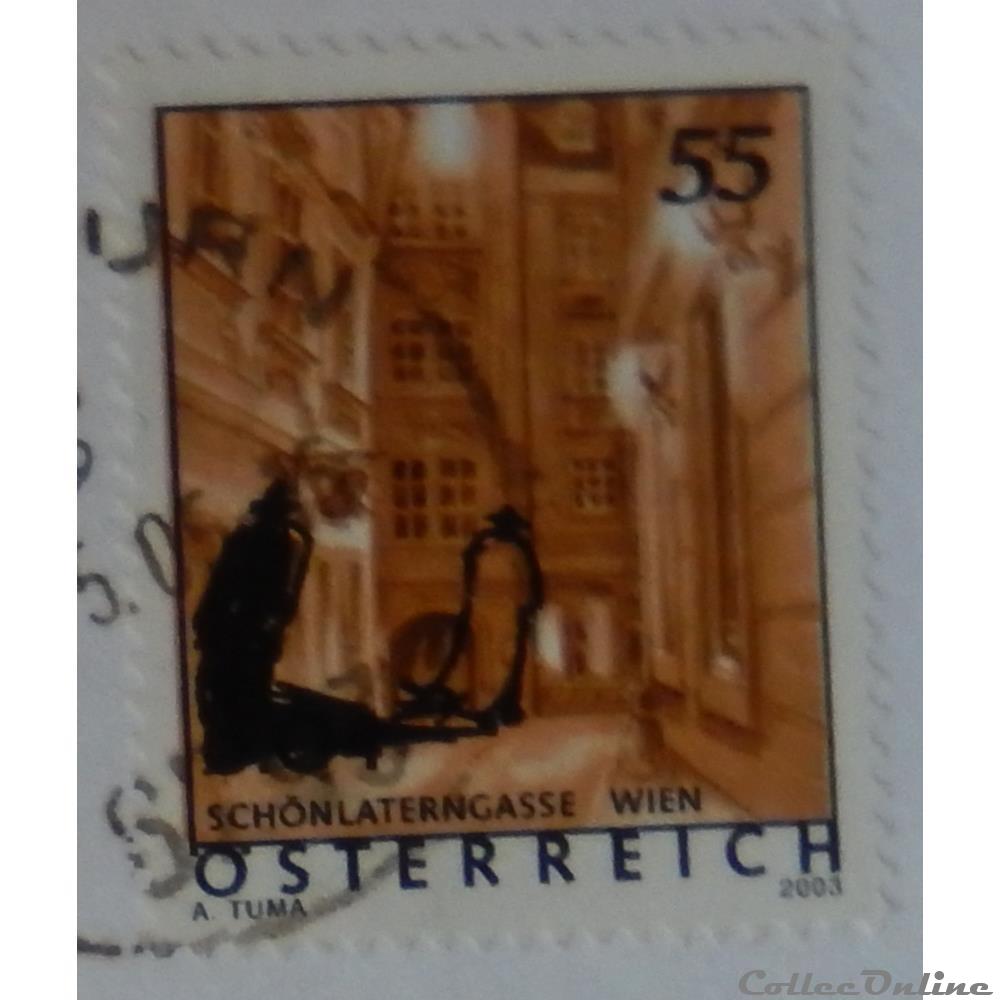 55
SCHÖNLATERNGASSE WIEN
ÖSTERREICH
A. TUMA 2003
CollecOnline